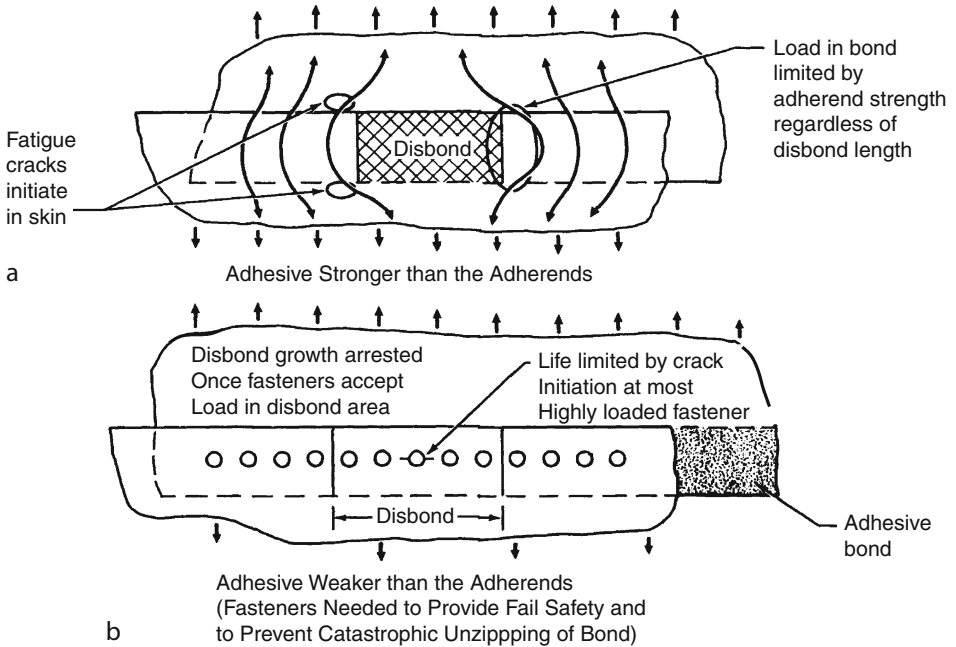 Load in bond
limited by
adherend strength
regardless of
disbond length
Disbond
Fatigue
cracks
initiate
in skin
a
Adhesive Stronger than the Adherends
Disbond growth arrested
Once fasteners accept
Load in disbond area
Life limited by crack
Initiation at most
Highly loaded fastener
Disbond
Adhesive
bond
Adhesive Weaker than the Adherends
(Fasteners Needed to Provide Fail Safety and
to Prevent Catastrophic Unzippping of Bond)
b